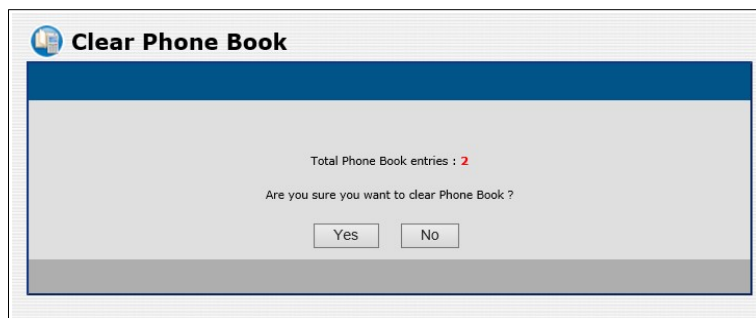 Clear Phone Book
Total Phone Book entries : 2
Are you sure you want to clear Phone Book ?
Yes No